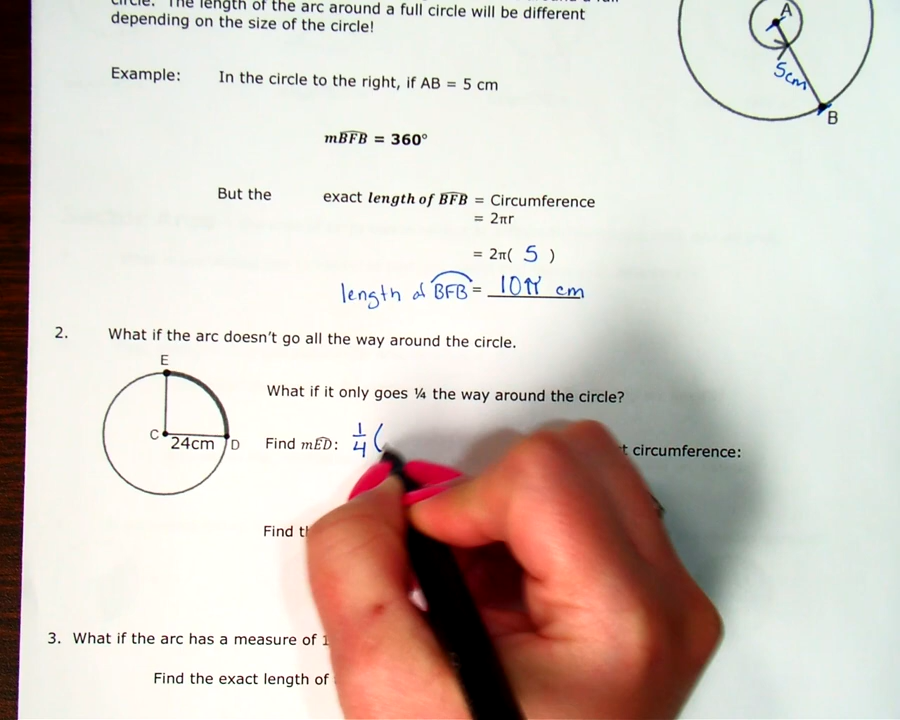 circle. The length of the arc around a full circle will be different
depending on the size of the circle!
A
5cm
B
Example: In the circle to the right, if AB = 5 cm
mBFB = 360°
But the exact length of BFB = Circumference
= 2πr
= 2π( 5 )
length of BFB = 10π cm
2. What if the arc doesn't go all the way around the circle.
E
C
24cm
D
What if it only goes ¼ the way around the circle?
Find mED: 1/4 (
circumference:
Find
3. What if the arc has a measure of
Find the exact length of